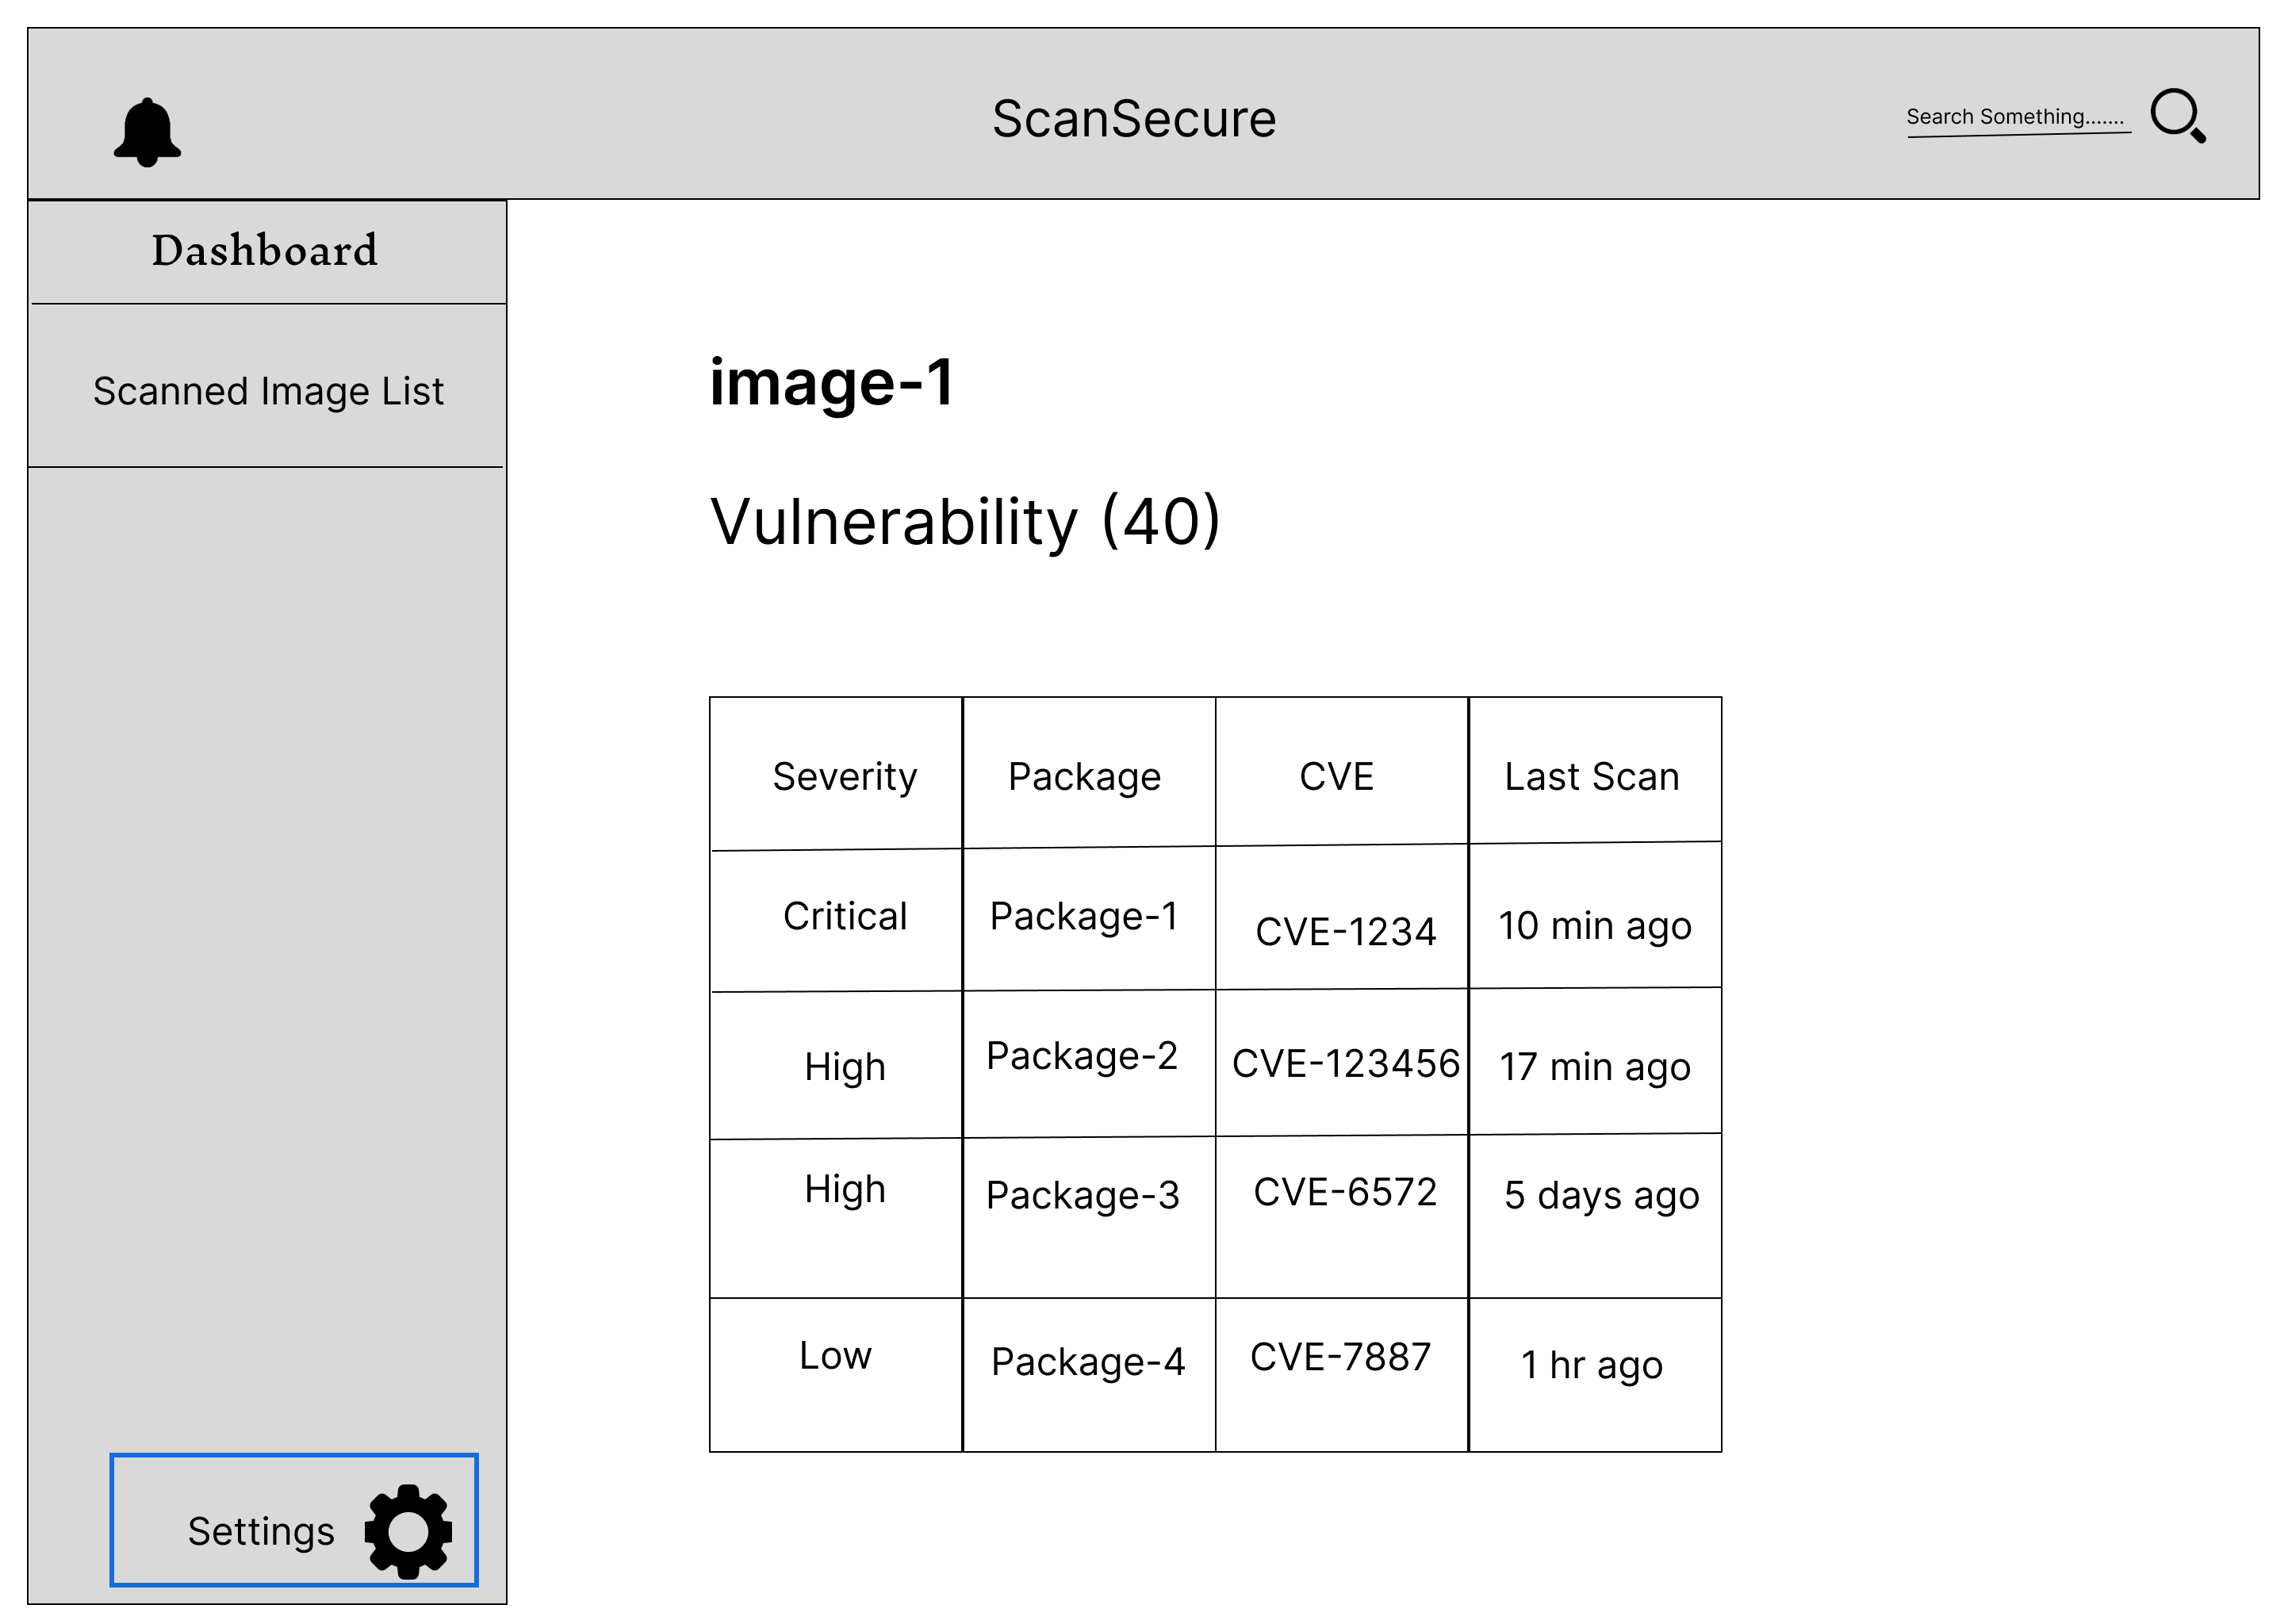 ScanSecure
Search Something.......
Dashboard
Scanned Image List
image-1
Vulnerability (40)
Severity Package CVE Last Scan
Critical Package-1 CVE-1234 10 min ago
High Package-2 CVE-123456 17 min ago
High Package-3 CVE-6572 5 days ago
Low Package-4 CVE-7887 1 hr ago
Settings